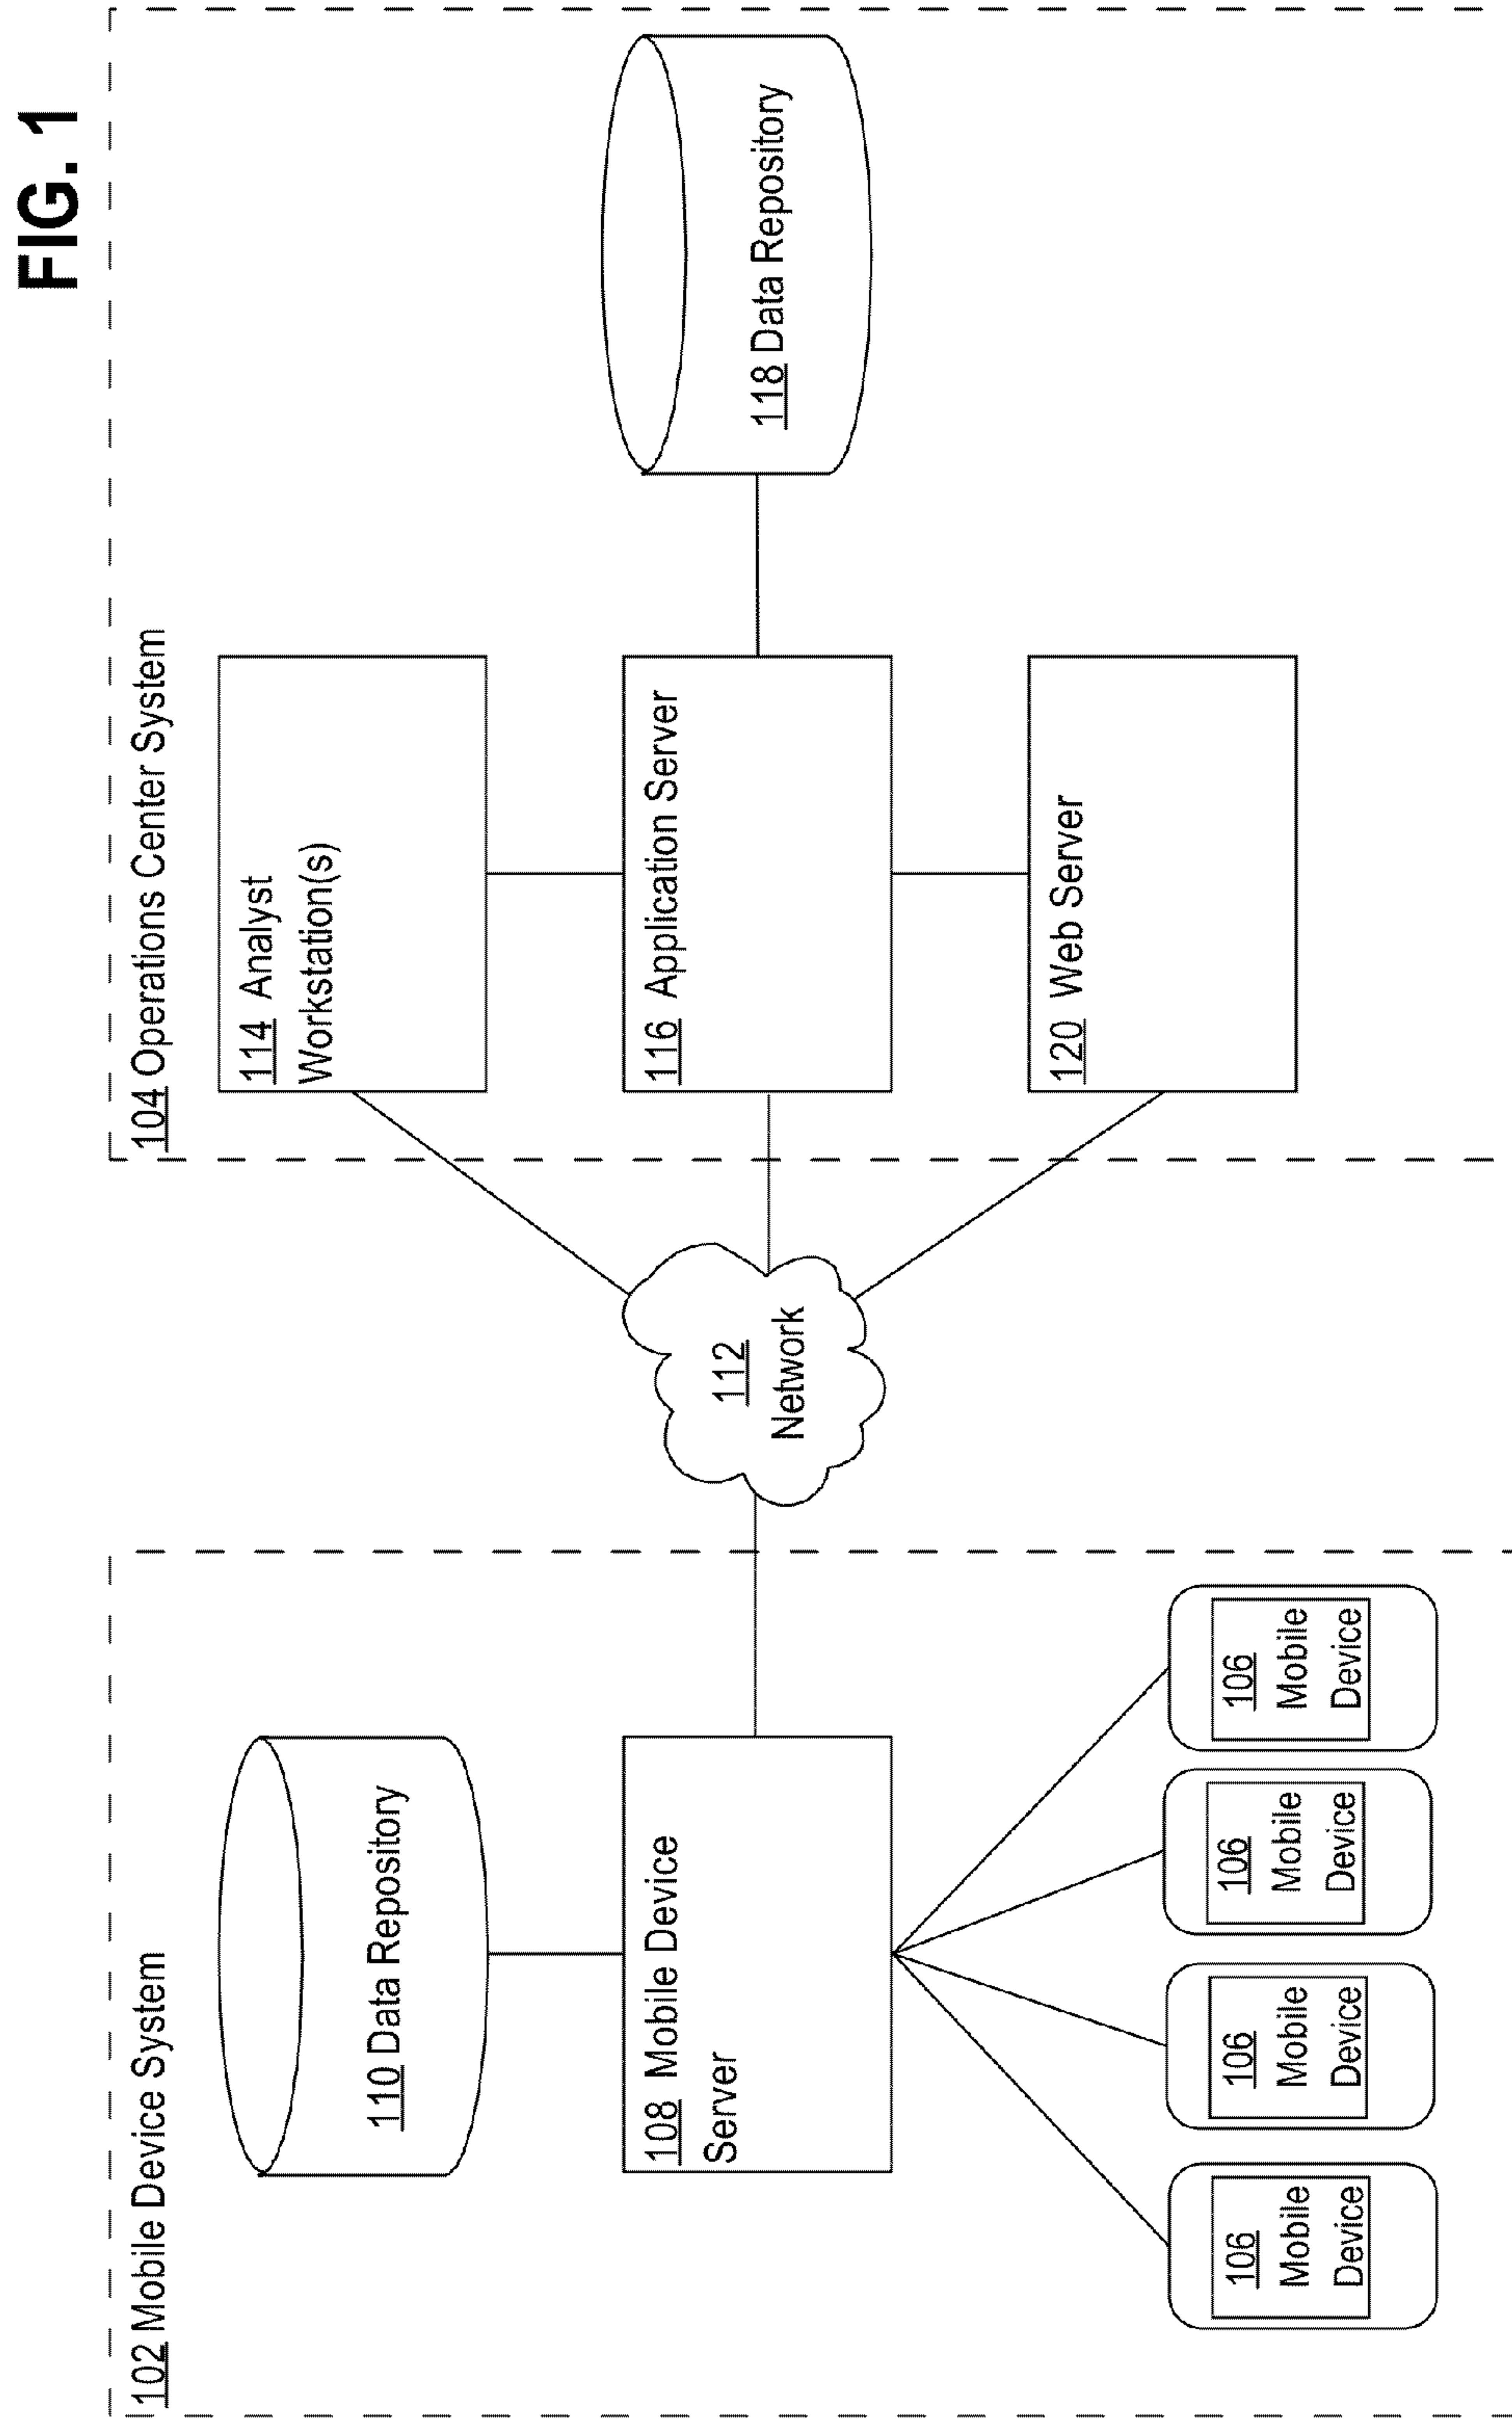 FIG. 1
102 Mobile Device System
110 Data Repository
108 Mobile Device
Server
106
Mobile
Device
106
Mobile
Device
106
Mobile
Device
106
Mobile
Device
112
Network
104 Operations Center System
114 Analyst
Workstation(s)
116 Application Server
120 Web Server
118 Data Repository